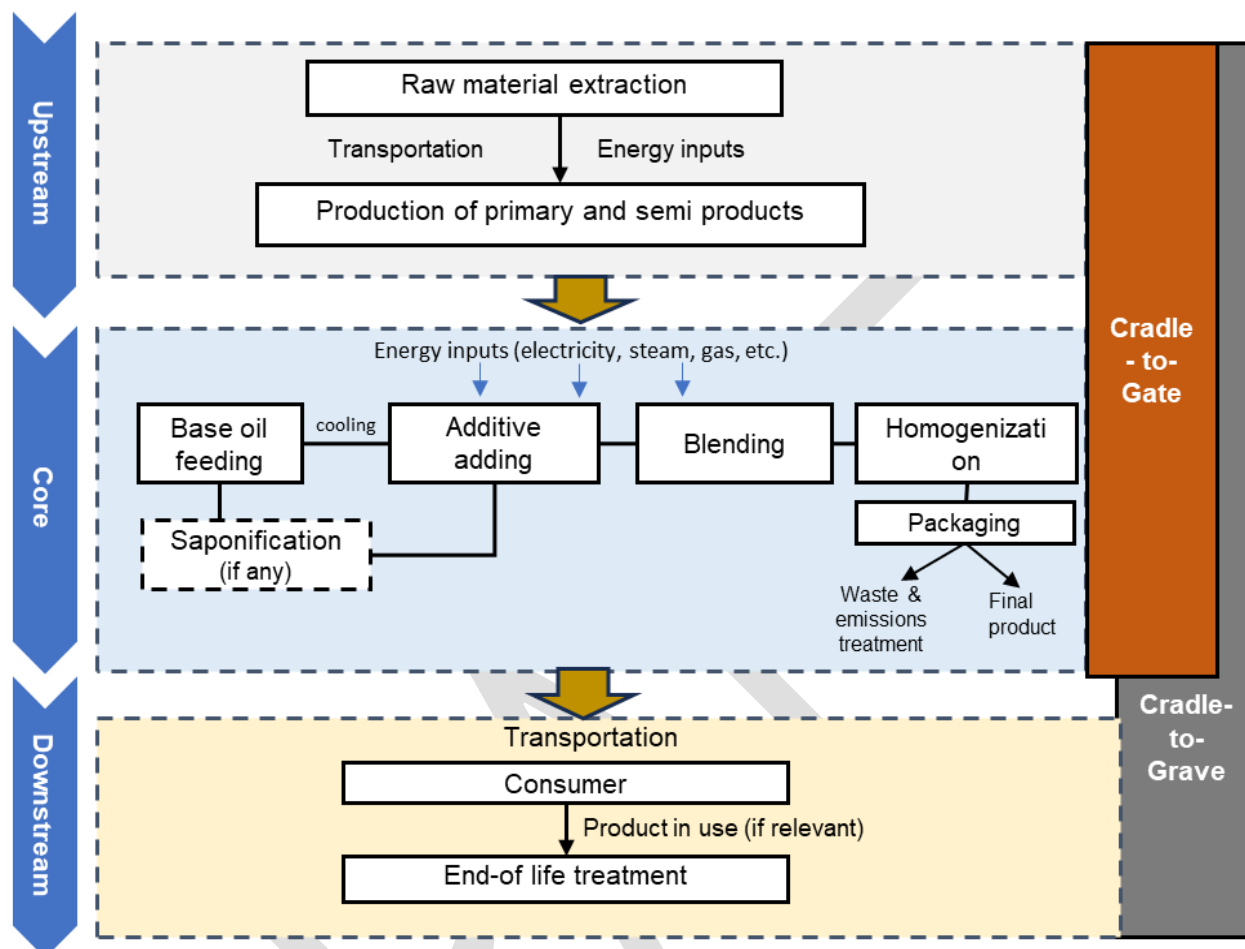 Upstream
Raw material extraction
Transportation
Energy inputs
Production of primary and semi products
Cradle
- to-
Gate
Core
Energy inputs (electricity, steam, gas, etc.)
Base oil
feeding
cooling
Additive
adding
Blending
Homogenizati
on
Saponification
(if any)
Packaging
Waste &
emissions
treatment
Final
product
Downstream
Transportation
Consumer
Product in use (if relevant)
End-of life treatment
Cradle-
to-
Grave